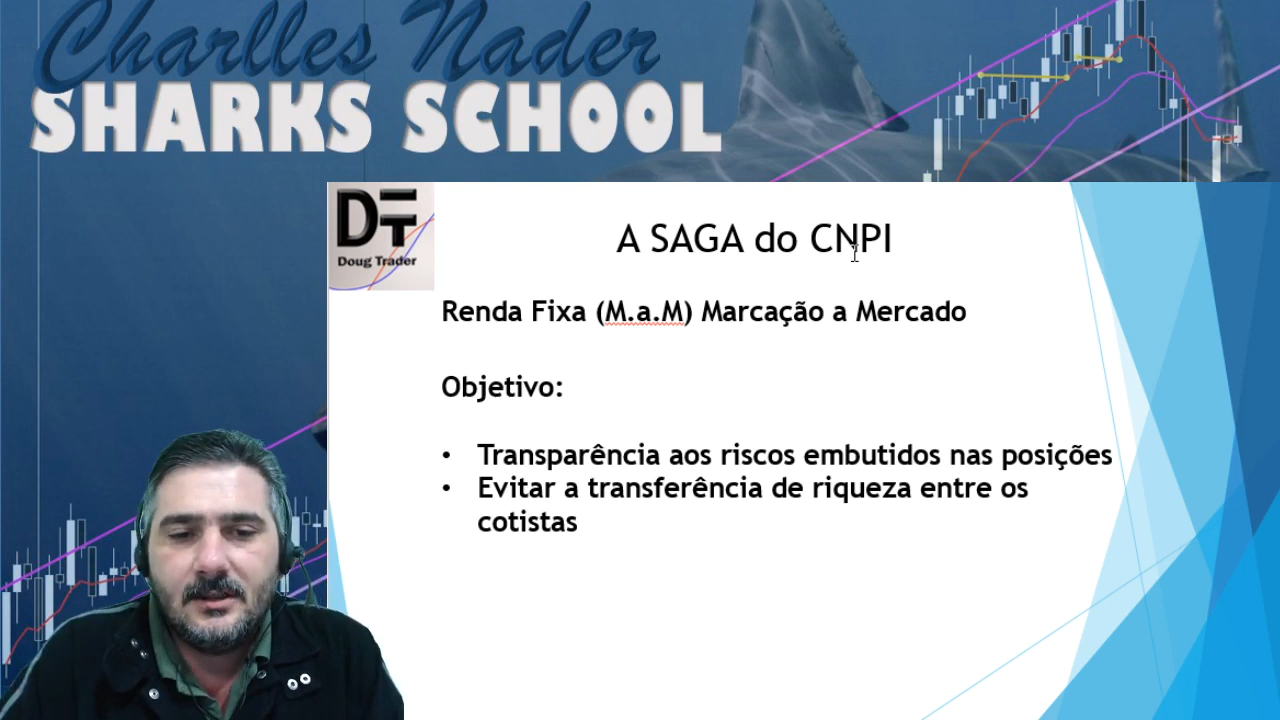 Charlles Nader
SHARKS SCHOOL
DT
Doug Trader
A SAGA do CNPI
Renda Fixa (M.a.M) Marcação a Mercado
Objetivo:
• Transparência aos riscos embutidos nas posições
• Evitar a transferência de riqueza entre os
cotistas